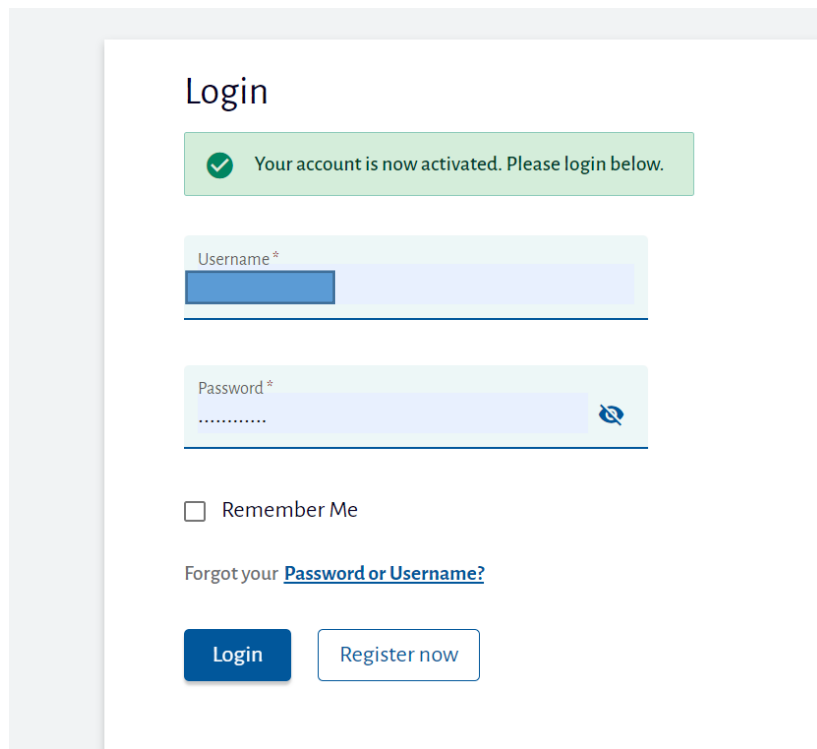 Login
Your account is now activated. Please login below.
Username *
Password *
............
Remember Me
Forgot your Password or Username?
Login Register now